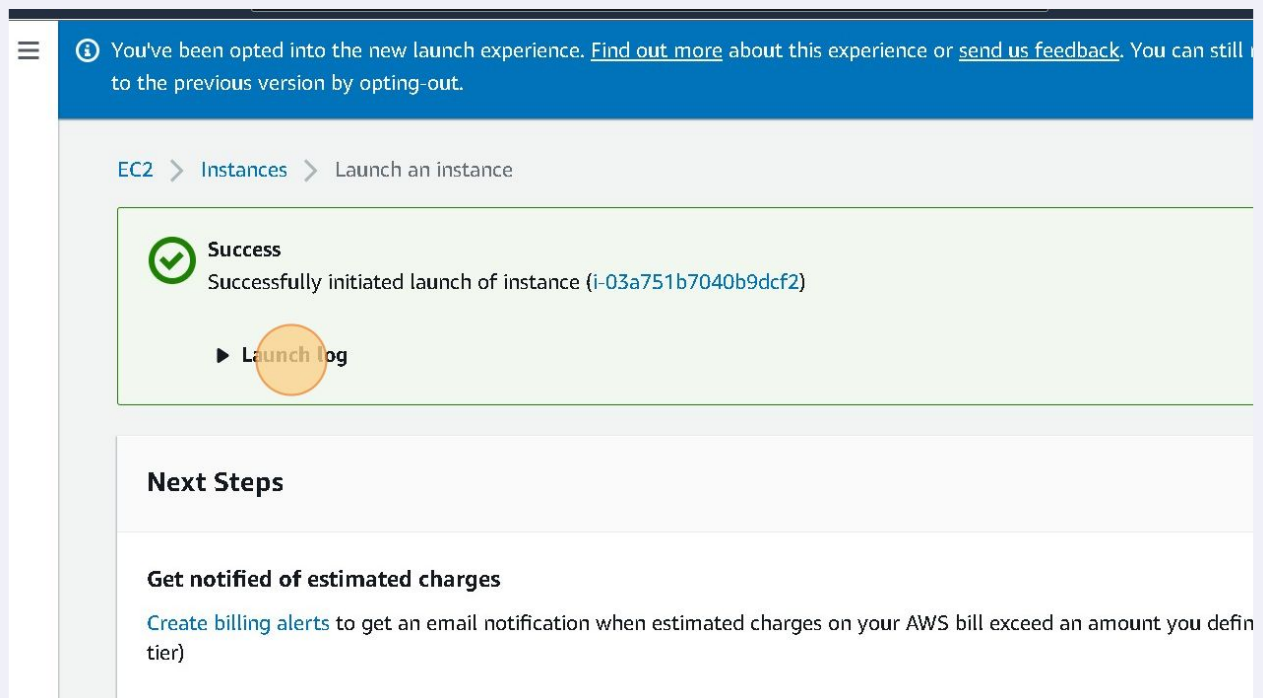 You've been opted into the new launch experience. Find out more about this experience or send us feedback. You can still
to the previous version by opting-out.
EC2 > Instances > Launch an instance
Success
Successfully initiated launch of instance (i-03a751b7040b9dcf2)
Launch log
Next Steps
Get notified of estimated charges
Create billing alerts to get an email notification when estimated charges on your AWS bill exceed an amount you defin
tier)